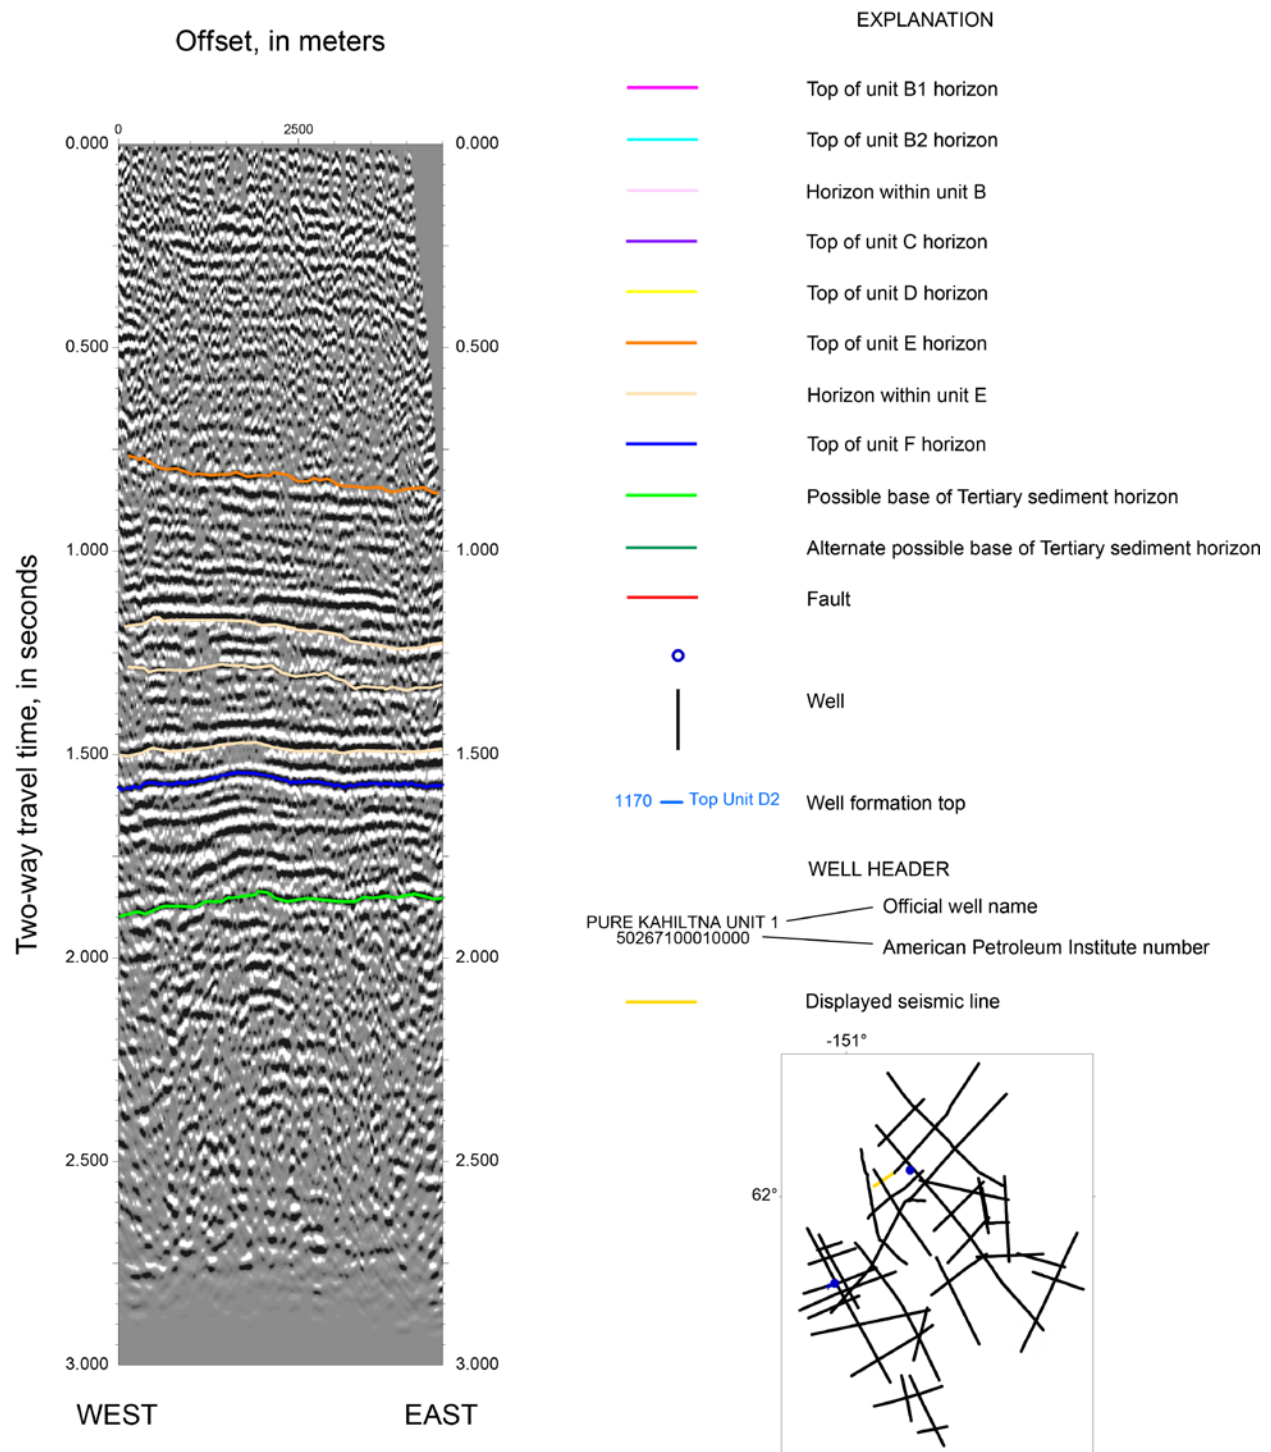 Offset, in meters
0
2500
0.000
0.000
0.500
0.500
1.000
1.000
1.500
1.500
2.000
2.000
2.500
2.500
3.000
3.000
Two-way travel time, in seconds
WEST
EAST
EXPLANATION
Top of unit B1 horizon
Top of unit B2 horizon
Horizon within unit B
Top of unit C horizon
Top of unit D horizon
Top of unit E horizon
Horizon within unit E
Top of unit F horizon
Possible base of Tertiary sediment horizon
Alternate possible base of Tertiary sediment horizon
Fault
Well
1170
Top Unit D2
Well formation top
WELL HEADER
PURE KAHILTNA UNIT 1
50267100010000
Official well name
American Petroleum Institute number
Displayed seismic line
-151°
62°